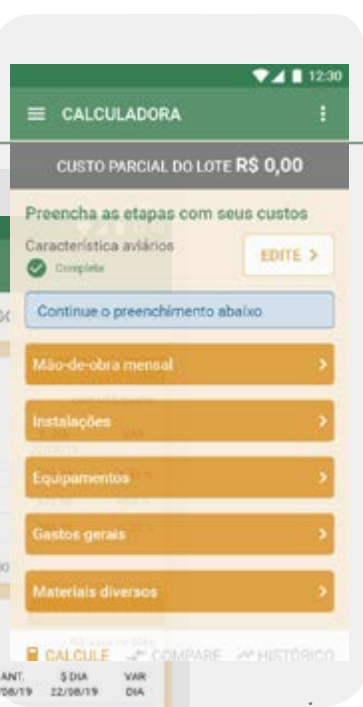 12:30
CALCULADORA
CUSTO PARCIAL DO LOTE R$ 0,00
Preencha as etapas com seus custos
Característica aviários
Completa
EDITE
Continue o preenchimento abaixo
Mão-de-obra mensal
Instalações
Equipamentos
Gastos gerais
Materiais diversos
CALCULE COMPARE HISTÓRICO
ANT. $ DIA VAR
/08/19 22/08/19 DIA